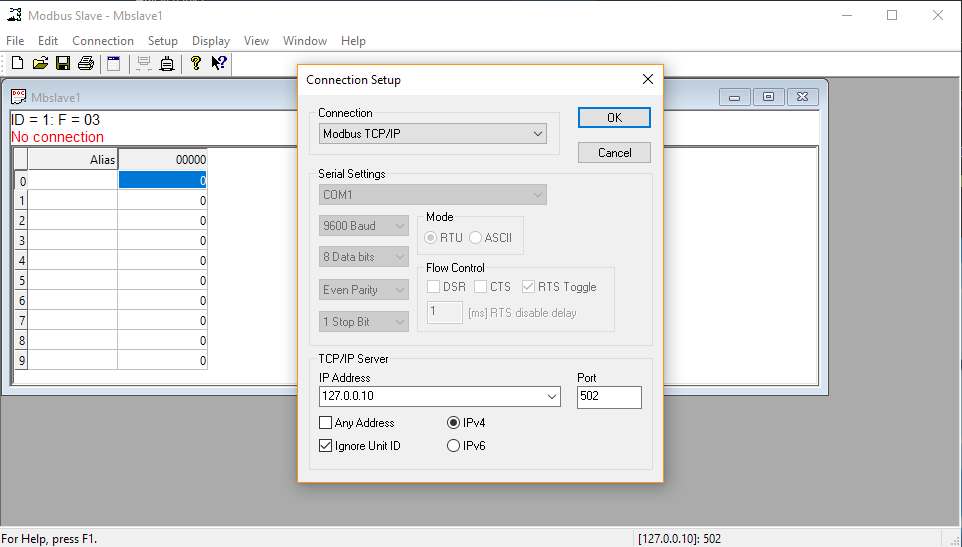 Modbus Slave - Mbslave1
File Edit Connection Setup Display View Window Help
Mbslave1
ID = 1: F = 03
No connection
Alias 00000
0 0
1 0
2 0
3 0
4 0
5 0
6 0
7 0
8 0
9 0
Connection Setup
Connection
Modbus TCP/IP
OK
Cancel
Serial Settings
COM1
9600 Baud
Mode
RTU ASCII
8 Data bits
Flow Control
DSR CTS RTS Toggle
Even Parity
1 [ms] RTS disable delay
1 Stop Bit
TCP/IP Server
IP Address Port
127.0.0.10 502
Any Address IPv4
Ignore Unit ID IPv6
For Help, press F1. [127.0.0.10]: 502